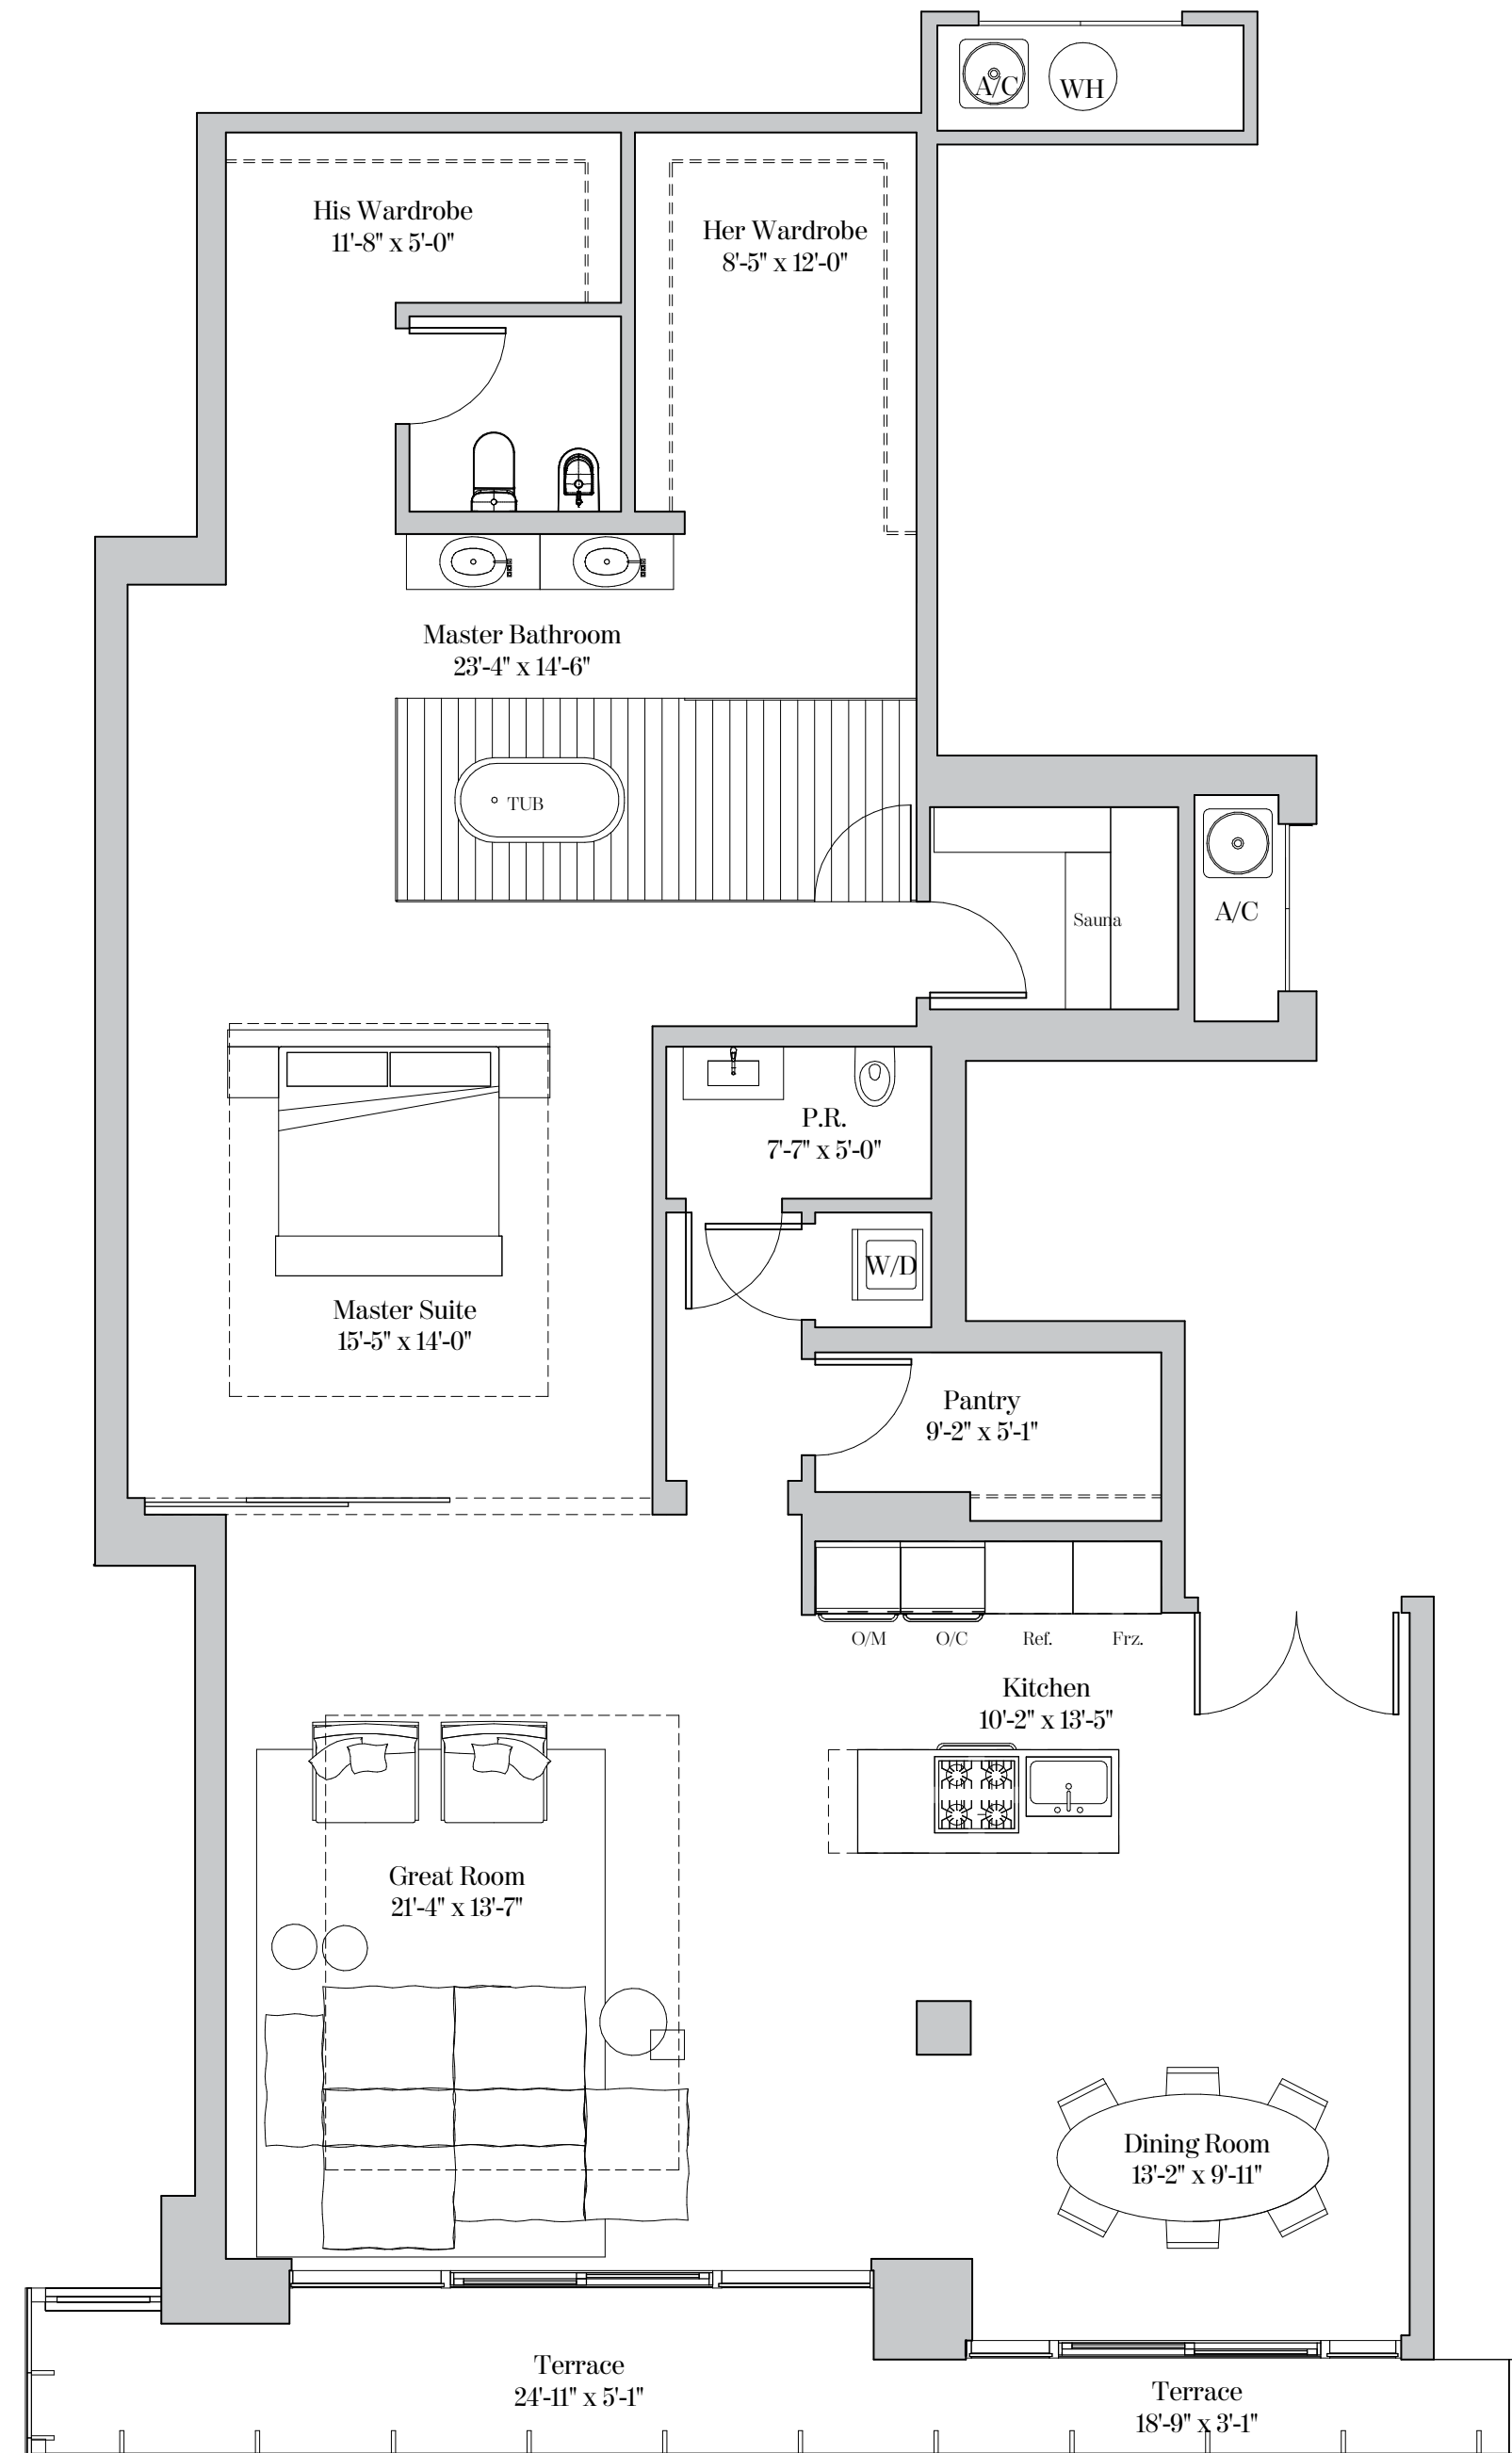 A/C
WH
His Wardrobe
11'-8" x 5'-0"
Her Wardrobe
8'-5" x 12'-0"
Master Bathroom
23'-4" x 14'-6"
TUB
Sauna
A/C
P.R.
7'-7" x 5'-0"
W/D
Master Suite
15'-5" x 14'-0"
Pantry
9'-2" x 5'-1"
O/M
O/C
Ref.
Frz.
Kitchen
10'-2" x 13'-5"
Great Room
21'-4" x 13'-7"
Dining Room
13'-2" x 9'-11"
Terrace
24'-11" x 5'-1"
Terrace
18'-9" x 3'-1"